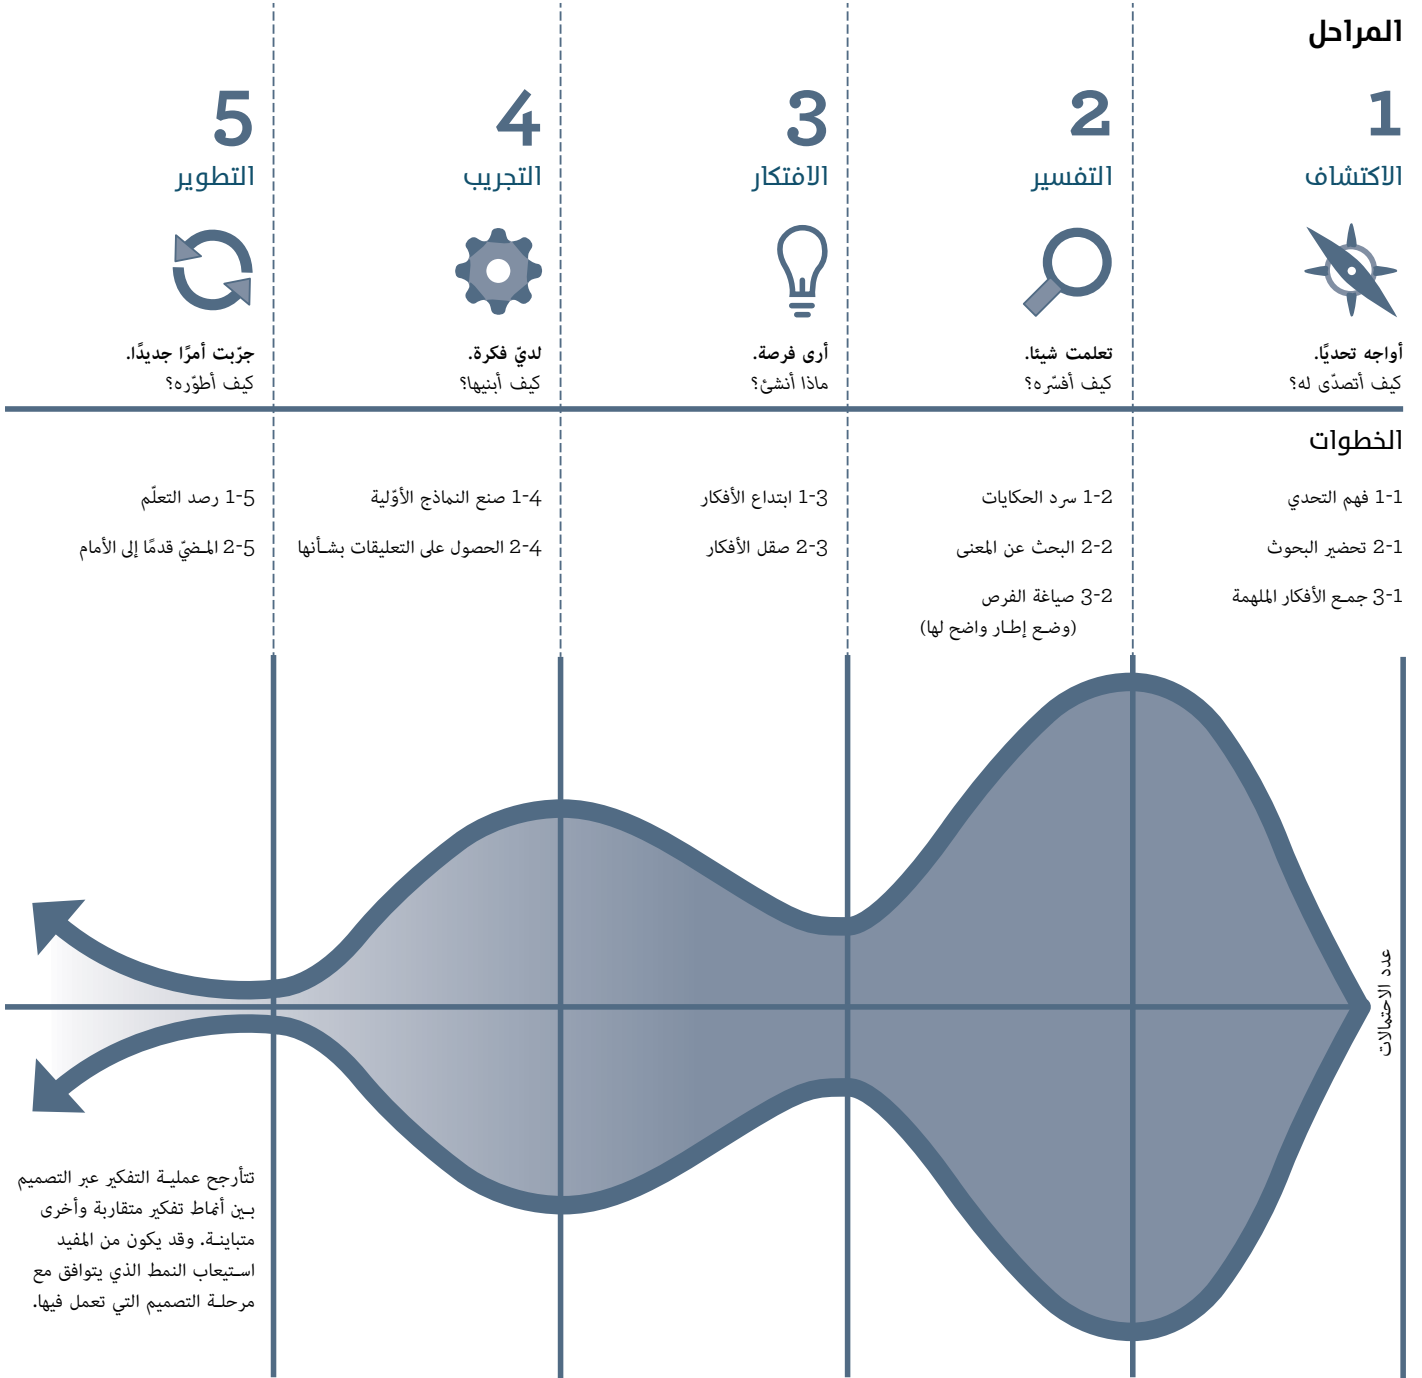 المراحل
1
الاكتشاف
أواجه تحديًا.
كيف أتصدّى له؟
2
التفسير
تعلمت شيئا.
كيف أفسّره؟
3
الافتكار
أرى فرصة.
ماذا أنشئ؟
4
التجريب
لديّ فكرة.
كيف أبنيها؟
5
التطوير
جرّبت أمرًا جديدًا.
كيف أطوّره؟
الخطوات
1-1 فهم التحدي
2-1 تحضير البحوث
3-1 جمع الأفكار الملهمة
1-2 سرد الحكايات
2-2 البحث عن المعنى
3-2 صياغة الفرص
(وضع إطار واضح لها)
1-3 ابتداع الأفكار
2-3 صقل الأفكار
1-4 صنع النماذج الأوّلية
2-4 الحصول على التعليقات بشأنها
1-5 رصد التعلّم
2-5 المضيّ قدمًا إلى الأمام
عدد الاحتمالات
تتأرجح عملية التفكير عبر التصميم
بين أنماط تفكير متقاربة وأخرى
متباينة. وقد يكون من المفيد
استيعاب النمط الذي يتوافق مع
مرحلة التصميم التي تعمل فيها.